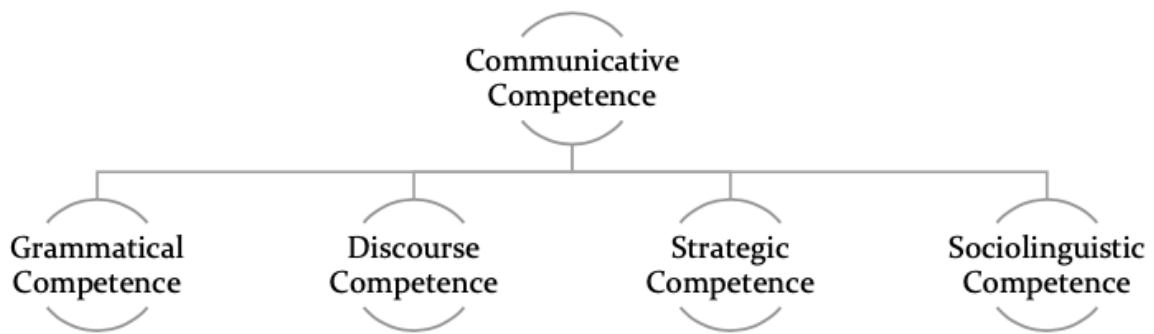 Communicative
Competence
Grammatical
Competence
Discourse
Competence
Strategic
Competence
Sociolinguistic
Competence